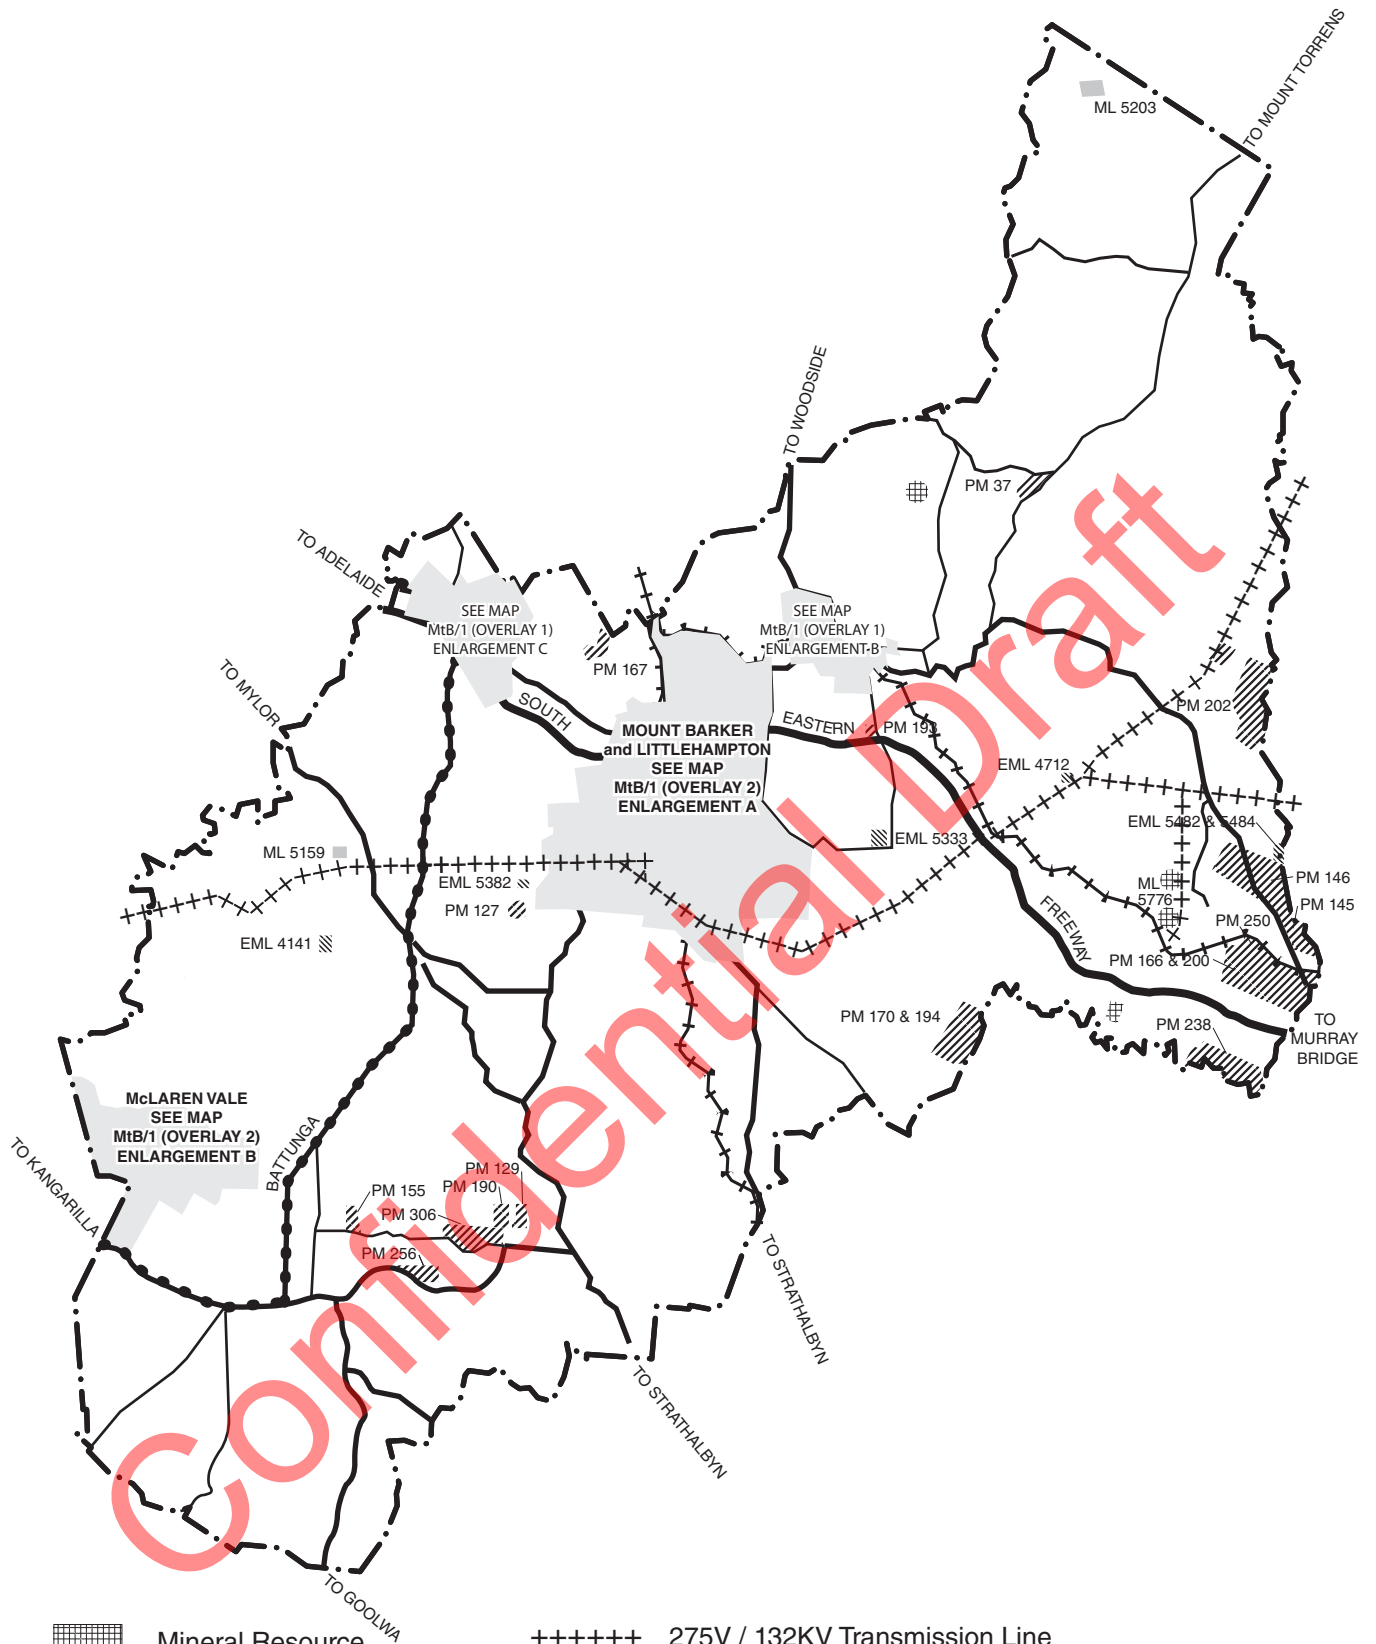 TO MOUNT TORRENS
ML 5203
TO WOODSIDE
PM 37
TO ADELAIDE
SEE MAP
MtB/1 (OVERLAY 1)
ENLARGEMENT C
SEE MAP
MtB/1 (OVERLAY 1)
ENLARGEMENT B
PM 167
TO MYLOR
SOUTH
EASTERN
PM 193
PM 202
MOUNT BARKER
and LITTLEHAMPTON
SEE MAP
MtB/1 (OVERLAY 2)
ENLARGEMENT A
EML 4712
EML 5482 & 5484
EML 5333
ML 5159
EML 5382
PM 127
EML 4141
ML
5776
PM 146
PM 145
PM 250
FREEWAY
PM 166 & 200
PM 170 & 194
PM 238
TO
MURRAY
BRIDGE
McLAREN VALE
SEE MAP
MtB/1 (OVERLAY 2)
ENLARGEMENT B
TO KANGARILLA
BATTUNGA
PM 129
PM 190
PM 155
PM 306
PM 256
TO STRATHALBYN
TO STRATHALBYN
TO GOOLWA
Confidential Draft
Mineral Resource
275V / 132KV Transmission Line